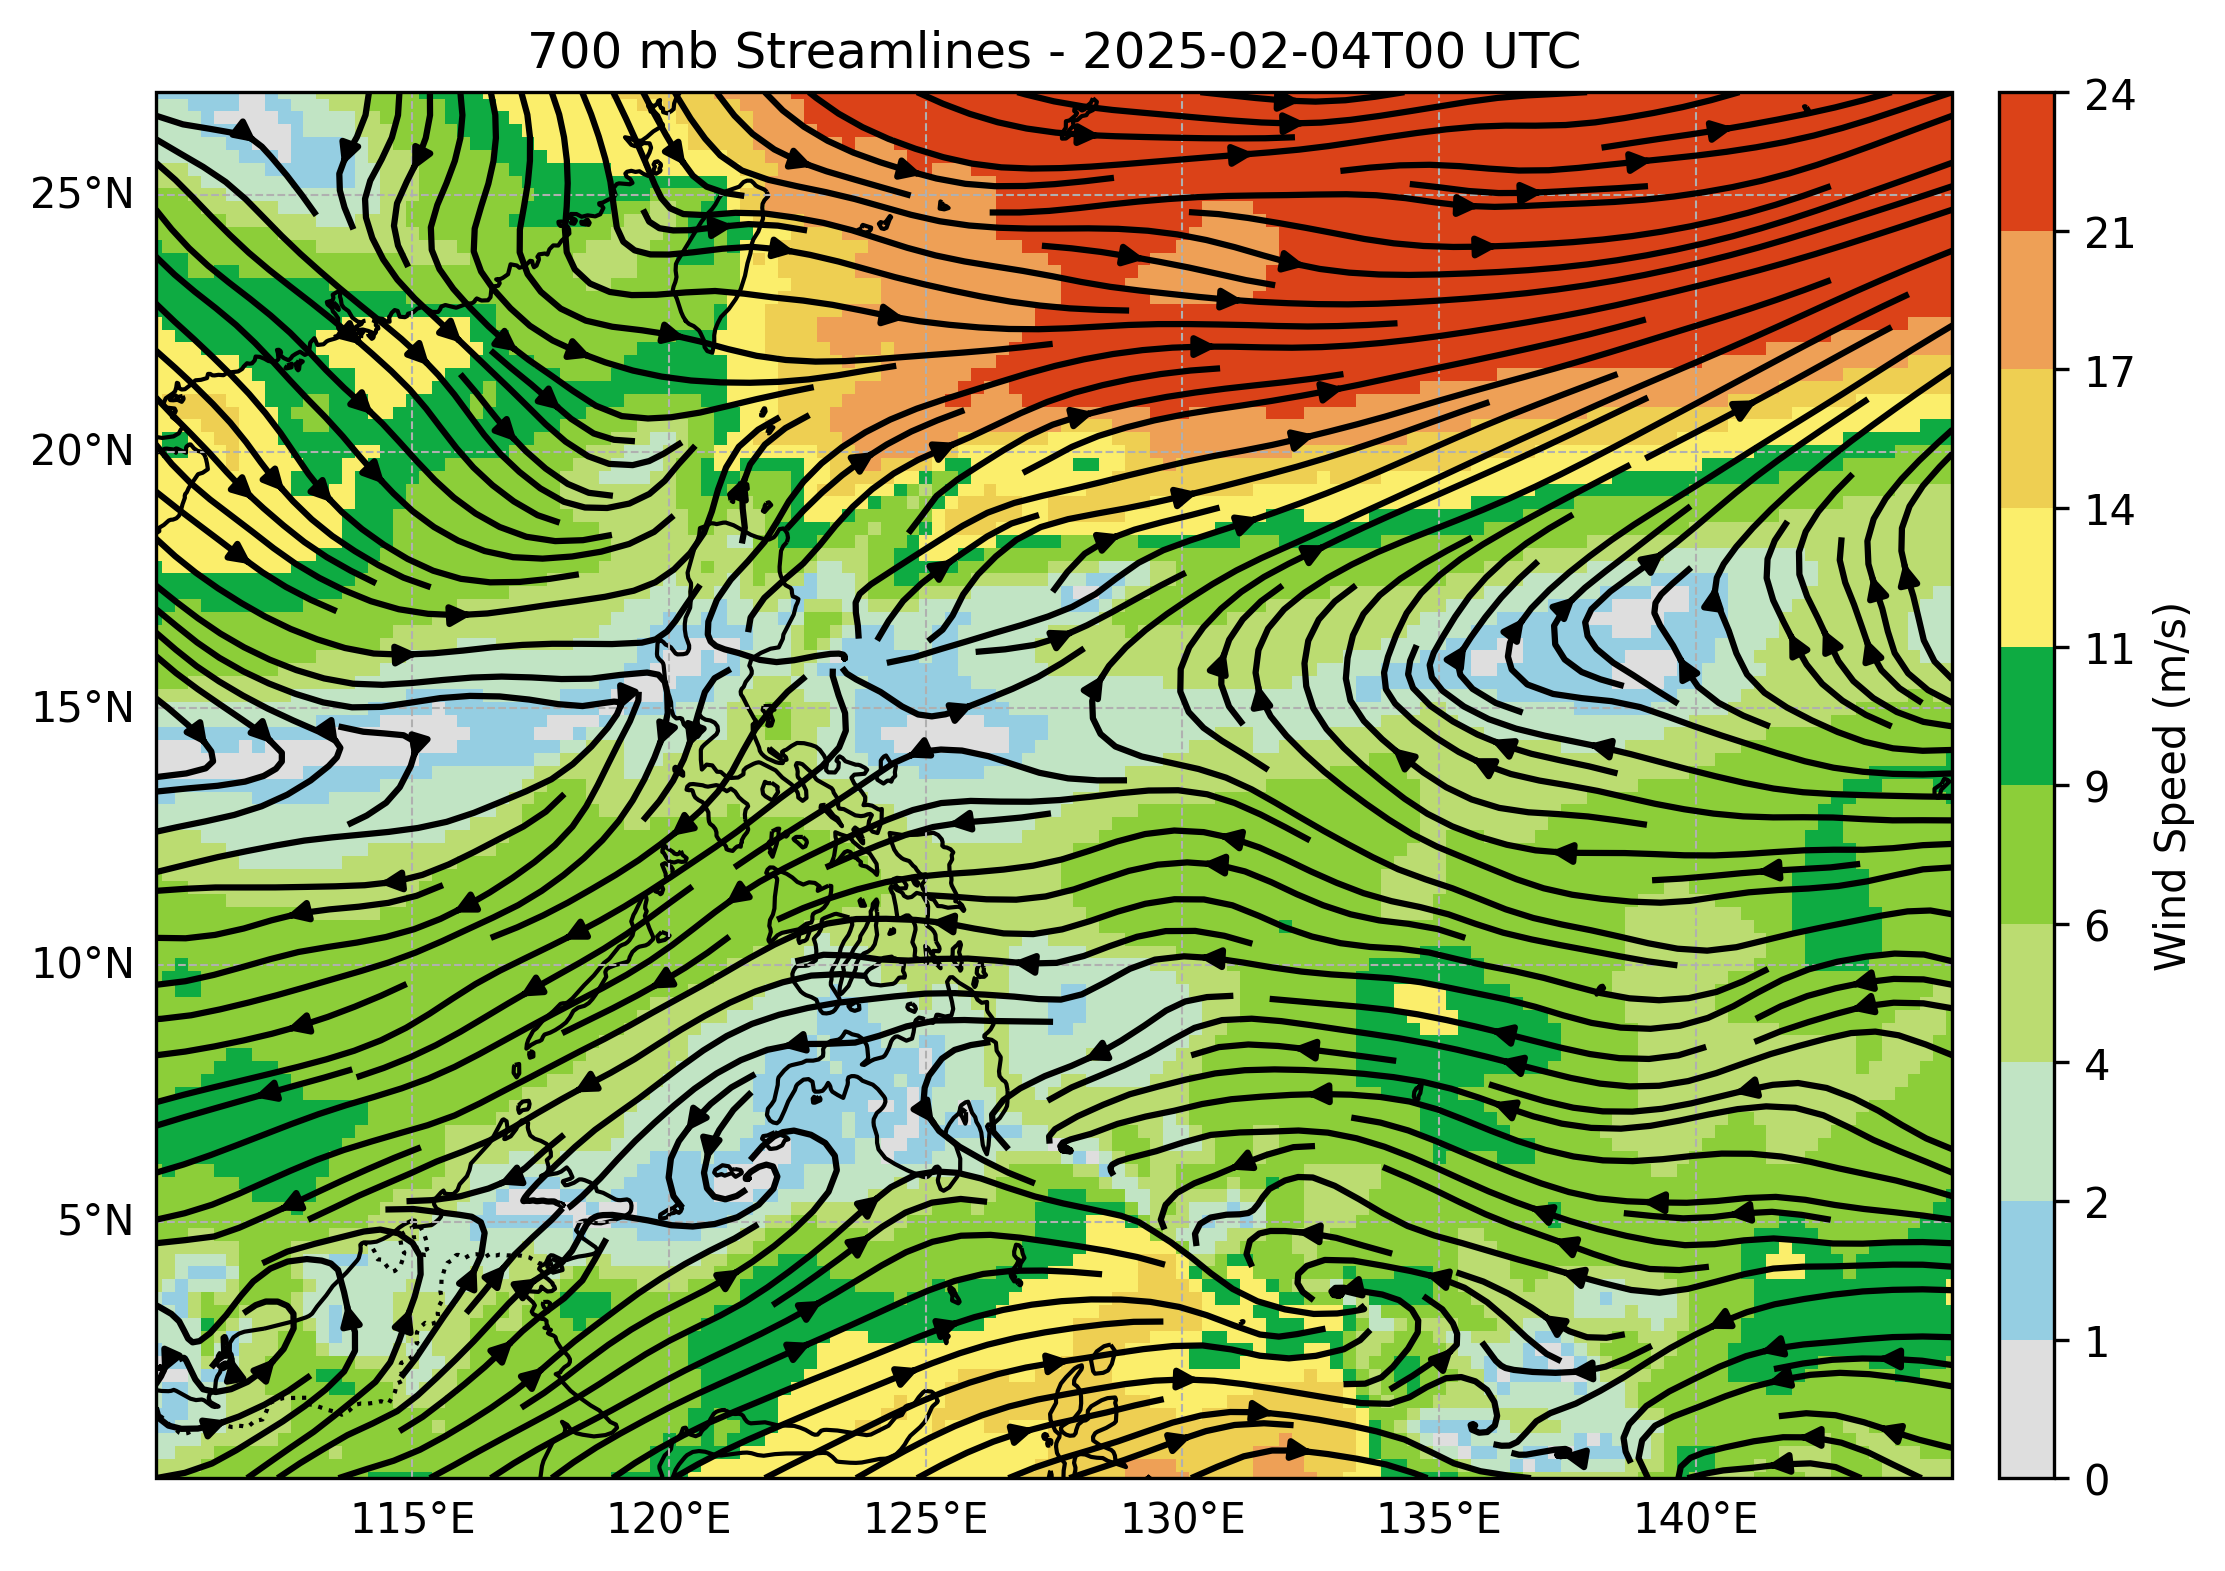 700 mb Streamlines - 2025-02-04T00 UTC
25°N
20°N
15°N
10°N
5°N
115°E
120°E
125°E
130°E
135°E
140°E
24
21
17
14
11
9
6
4
2
1
0
Wind Speed (m/s)